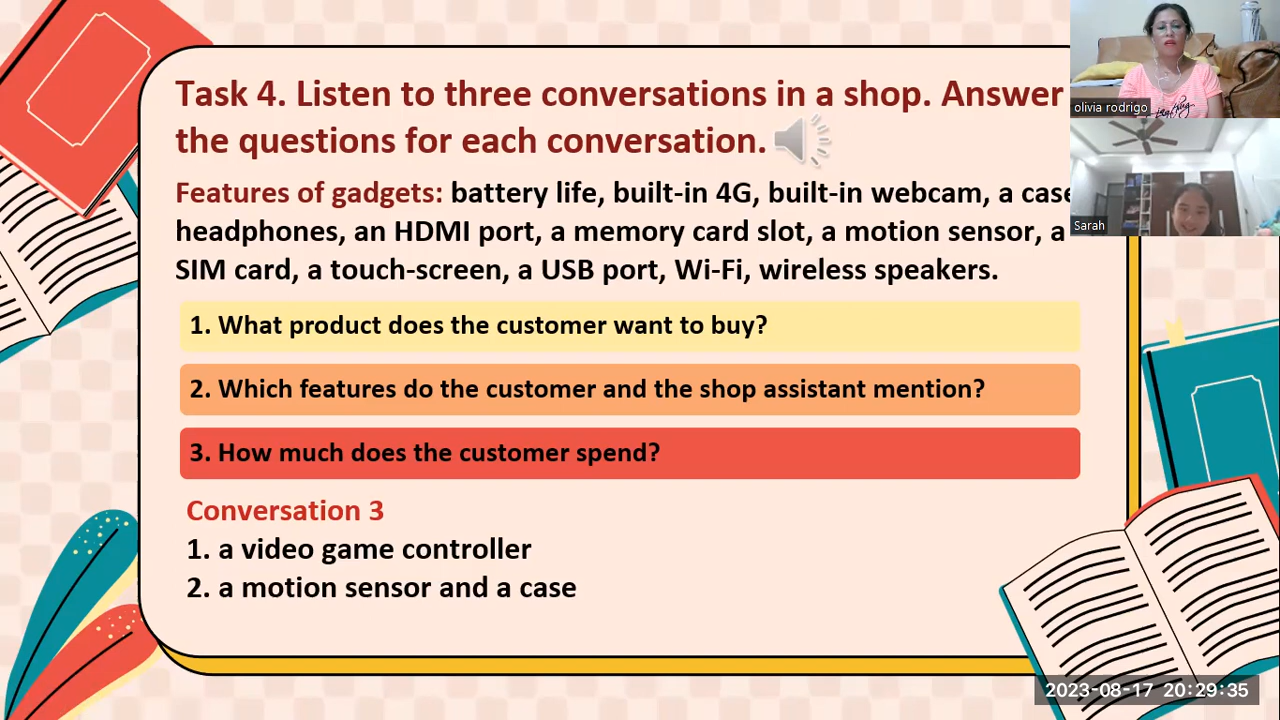 Task 4. Listen to three conversations in a shop. Answer
the questions for each conversation.
Features of gadgets: battery life, built-in 4G, built-in webcam, a case
headphones, an HDMI port, a memory card slot, a motion sensor, a
SIM card, a touch-screen, a USB port, Wi-Fi, wireless speakers.
1. What product does the customer want to buy?
2. Which features do the customer and the shop assistant mention?
3. How much does the customer spend?
Conversation 3
1. a video game controller
2. a motion sensor and a case
olivia rodrigo
Sarah
2023-08-17 20:29:35